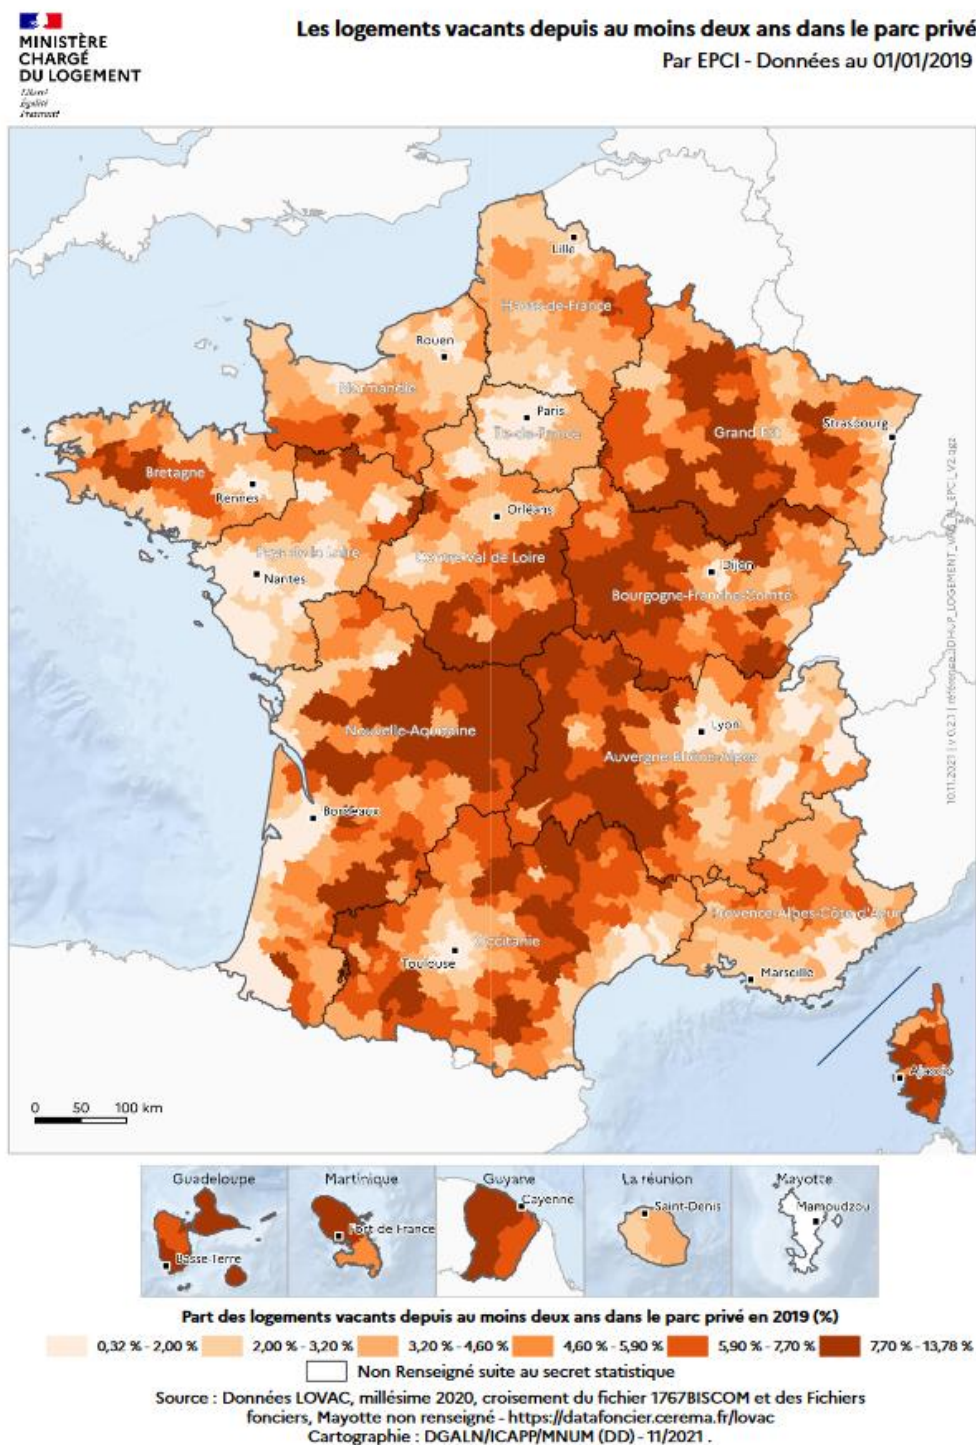 MINISTÈRE
CHARGÉ
DU LOGEMENT
Liberté
Égalité
Fraternité
Les logements vacants depuis au moins deux ans dans le parc privé
Par EPCI - Données au 01/01/2019
Lille
Hauts-de-France
Rouen
Normandie
Paris
Île-de-France
Strasbourg
Grand Est
Bretagne
Rennes
Orléans
Pays de la Loire
Centre-Val de Loire
Nantes
Dijon
Bourgogne-Franche-Comté
Nouvelle-Aquitaine
Lyon
Auvergne-Rhône-Alpes
Bordeaux
Provence-Alpes-Côte d'Azur
Occitanie
Toulouse
Marseille
Ajaccio
0 50 100 km
Guadeloupe
Martinique
Guyane
La réunion
Mayotte
Basse-Terre
Fort de France
Cayenne
Saint-Denis
Mamoudzou
Part des logements vacants depuis au moins deux ans dans le parc privé en 2019 (%)
0,32 % - 2,00 % 2,00 % - 3,20 % 3,20 % - 4,60 % 4,60 % - 5,90 % 5,90 % - 7,70 % 7,70 % - 13,78 %
Non Renseigné suite au secret statistique
Source : Données LOVAC, millésime 2020, croisement du fichier 1767BISCOM et des Fichiers
fonciers, Mayotte non renseigné - https://datafoncier.cerema.fr/lovac
Cartographie : DGALN/ICAPP/MNUM (DD) - 11/2021 .